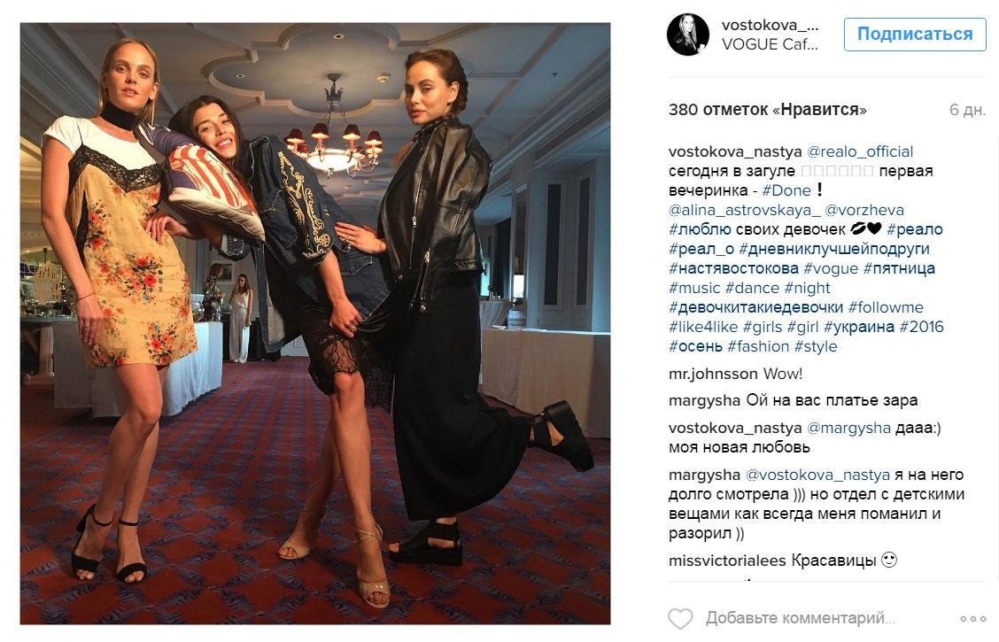 vostokova_...
VOGUE Caf...
Подписаться
380 отметок «Нравится»
6 дн.
vostokova_nastya @realo_official
сегодня в загуле первая
вечеринка - #Done❗
@alina_astrovskaya_ @vorzheva
#люблю своих девочек 💋♥ #реало
#реал_о #дневниклучшейподруги
#настявостокова #vogue #пятница
#music #dance #night
#девочкитакиедевочки #followme
#like4like #girls #girl #украина #2016
#осень #fashion #style
mr.johnsson Wow!
margysha Ой на вас платье зара
vostokova_nastya @margysha дааа:)
моя новая любовь
margysha @vostokova_nastya я на него
долго смотрела ))) но отдел с детскими
вещами как всегда меня поманил и
разорил ))
missvictorialees Красавицы 😍
Добавьте комментарий...